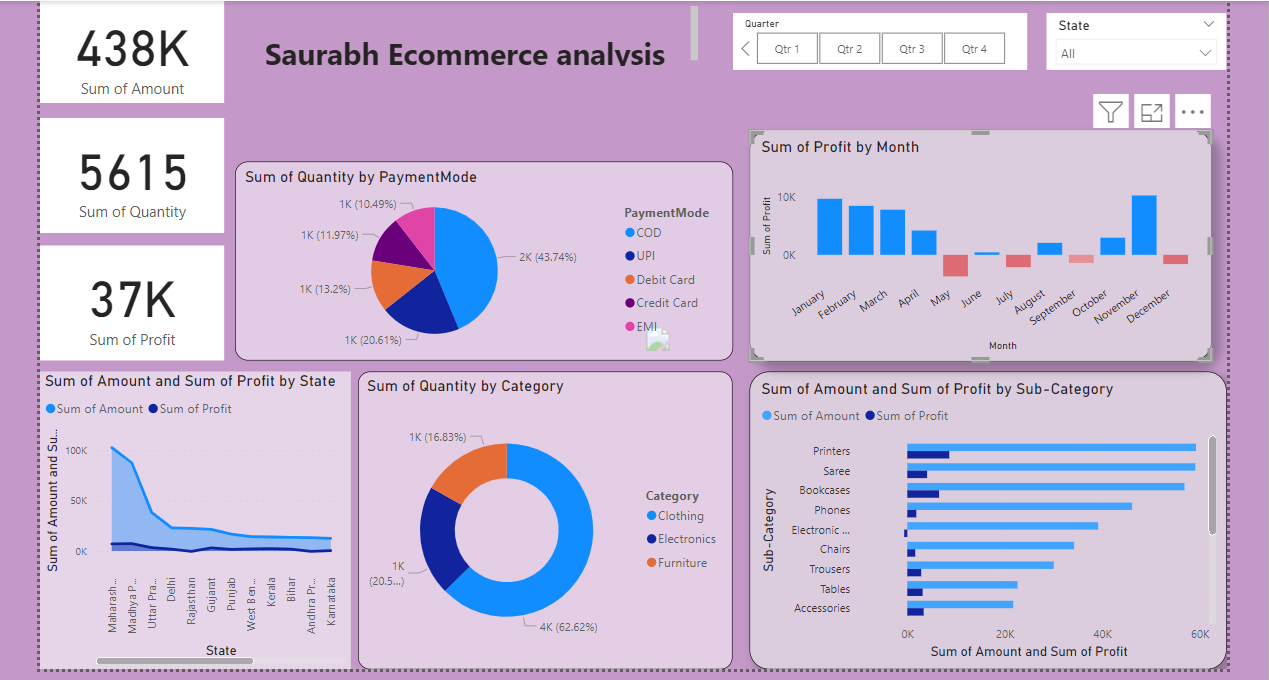 438K
Sum of Amount
Saurabh Ecommerce analysis
Quarter
Qtr 1
Qtr 2
Qtr 3
Qtr 4
State
All
5615
Sum of Quantity
37K
Sum of Profit
Sum of Quantity by PaymentMode
1K (10.49%)
1K (11.97%)
1K (13.2%)
1K (20.61%)
2K (43.74%)
PaymentMode
COD
UPI
Debit Card
Credit Card
EMI
Sum of Profit by Month
Sum of Profit
10K
0K
January
February
March
April
May
June
July
August
September
October
November
December
Month
Sum of Amount and Sum of Profit by State
Sum of Amount
Sum of Profit
Sum of Amount and Su...
100K
50K
0K
Maharash...
Madhya P...
Uttar Pra...
Delhi
Rajasthan
Gujarat
Punjab
West Ben...
Kerala
Bihar
Andhra Pr...
Karnataka
State
Sum of Quantity by Category
1K (16.83%)
1K
(20.5...)
4K (62.62%)
Category
Clothing
Electronics
Furniture
Sum of Amount and Sum of Profit by Sub-Category
Sum of Amount
Sum of Profit
Sub-Category
Printers
Saree
Bookcases
Phones
Electronic ...
Chairs
Trousers
Tables
Accessories
0K
20K
40K
60K
Sum of Amount and Sum of Profit